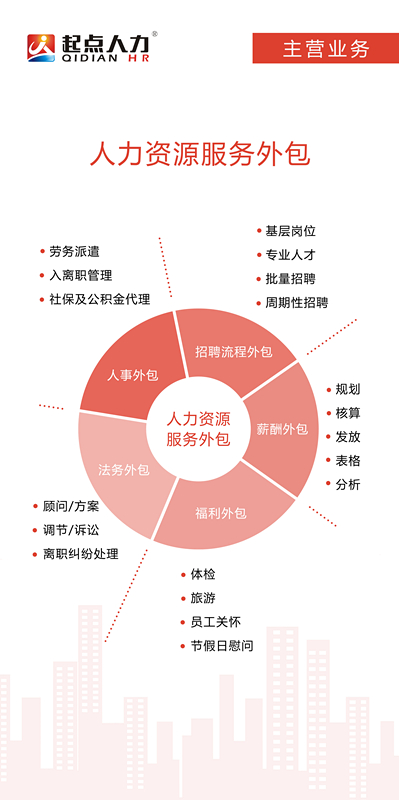 起点人力®
QIDIAN HR
主营业务
人力资源服务外包
基层岗位
专业人才
批量招聘
周期性招聘
劳务派遣
入离职管理
社保及公积金代理
招聘流程外包
人事外包
人力资源
服务外包
薪酬外包
规划
核算
发放
表格
分析
法务外包
福利外包
顾问/方案
调节/诉讼
离职纠纷处理
体检
旅游
员工关怀
节假日慰问